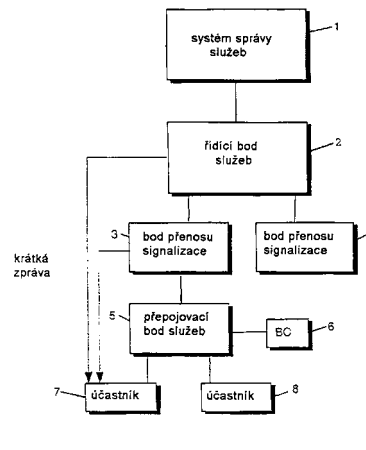 1
systém správy
služeb
2
řídící bod
služeb
3
bod přenosu
signalizace
bod přenosu
signalizace
krátká
zpráva
5
přepojovací
bod služeb
BC
6
7
účastník
účastník
8